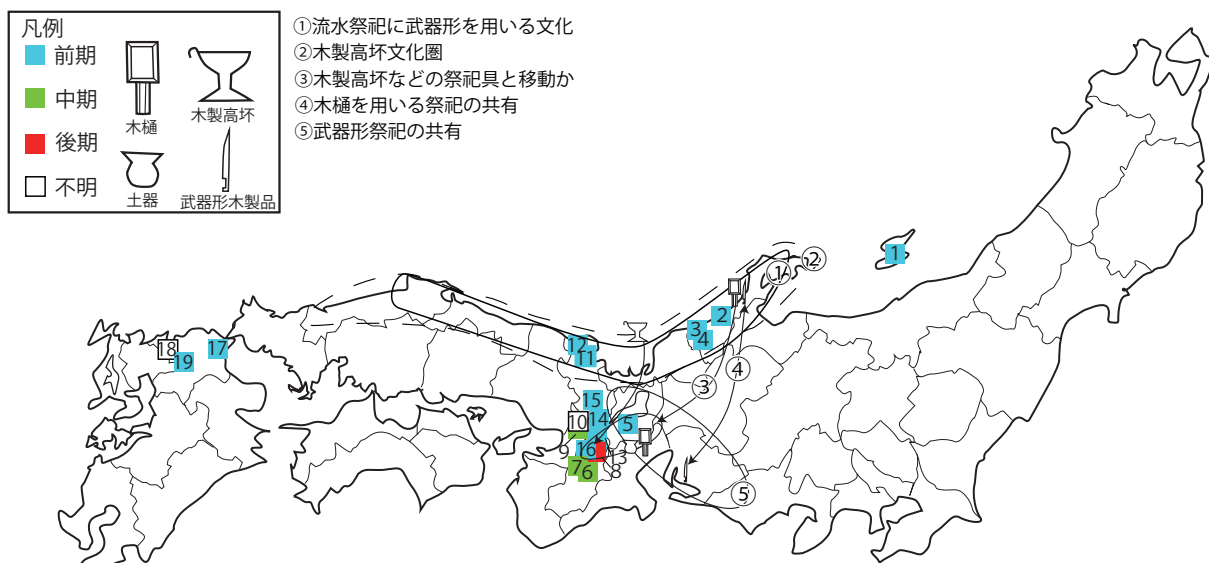 凡例
前期
中期
後期
不明
木樋
木製高坏
土器
武器形木製品
①流水祭祀に武器形を用いる文化
②木製高坏文化圏
③木製高坏などの祭祀具と移動か
④木樋を用いる祭祀の共有
⑤武器形祭祀の共有
1
①
②
2
3
4
12
11
④
③
18
17
19
15
10
14
5
9
16
13
7
6
8
⑤